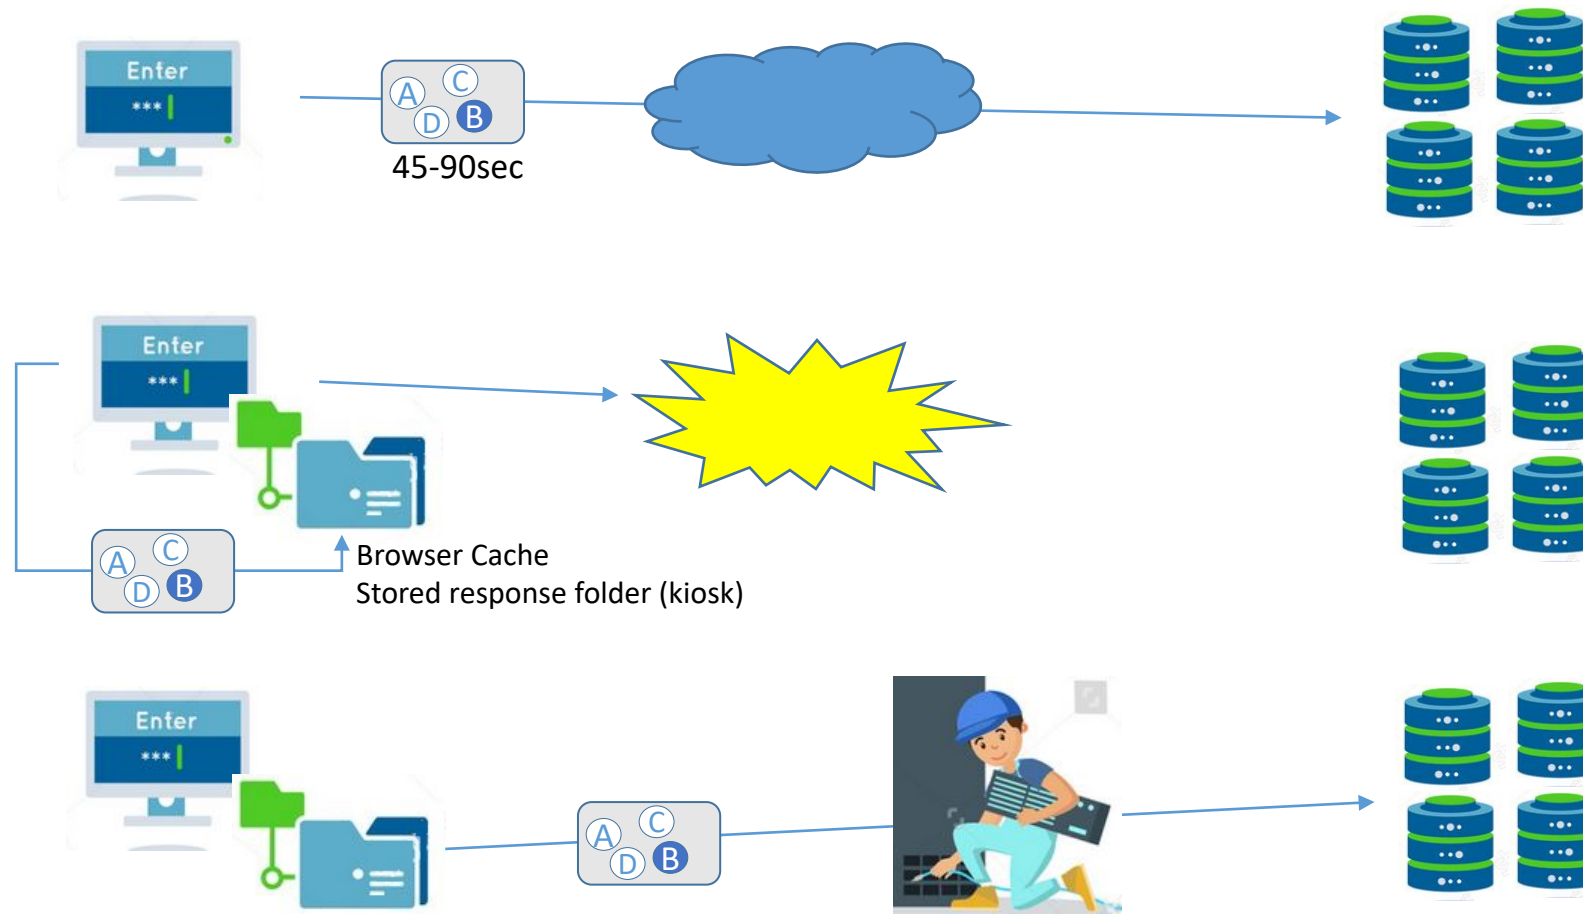 Enter
***
A
C
D
B
45-90sec
Enter
***
A
C
D
B
Browser Cache
Stored response folder (kiosk)
Enter
***
A
C
D
B